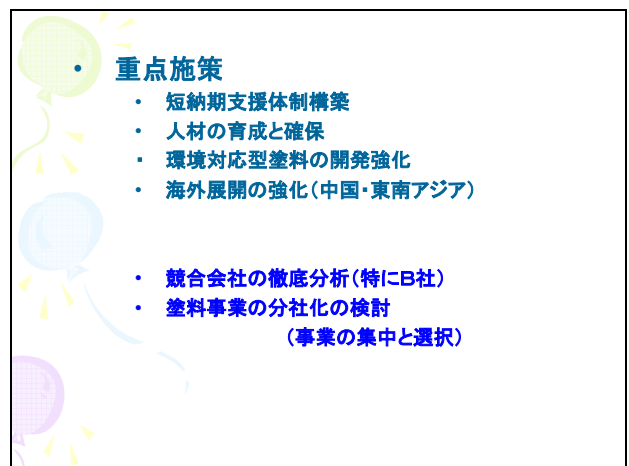 ・ 重点施策
・ 短納期支援体制構築
・ 人材の育成と確保
・ 環境対応型塗料の開発強化
・ 海外展開の強化（中国・東南アジア）
・ 競合会社の徹底分析（特にB社）
・ 塗料事業の分社化の検討
（事業の集中と選択）